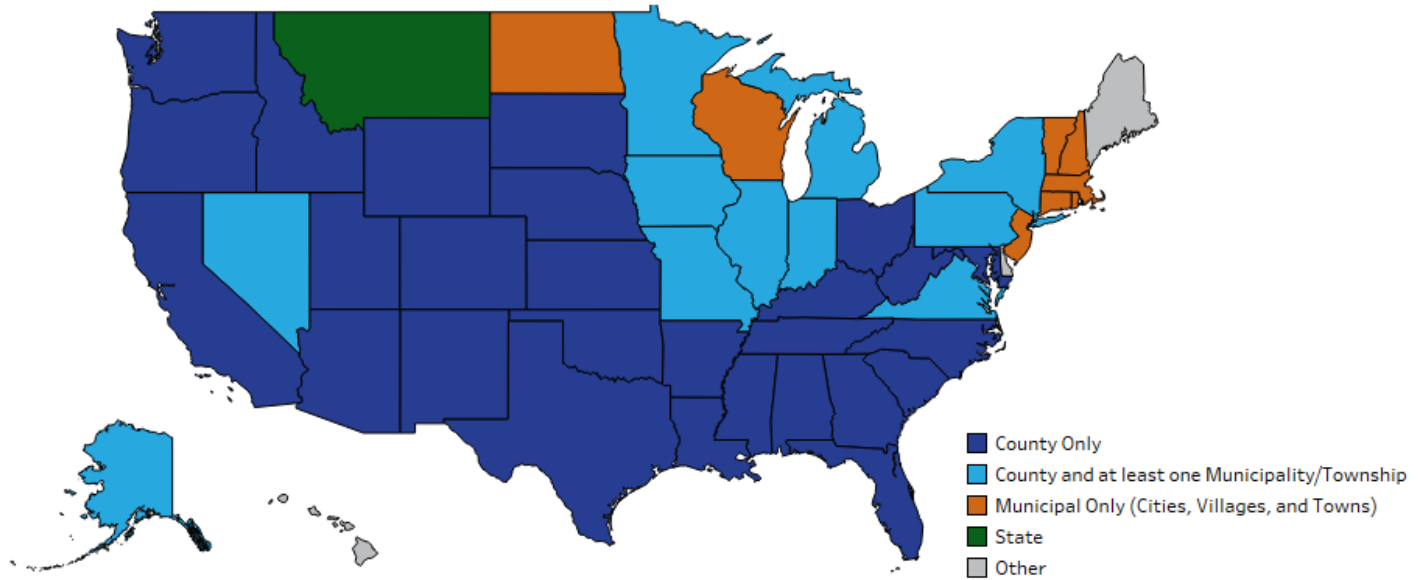 County Only
County and at least one Municipality/Township
Municipal Only (Cities, Villages, and Towns)
State
Other